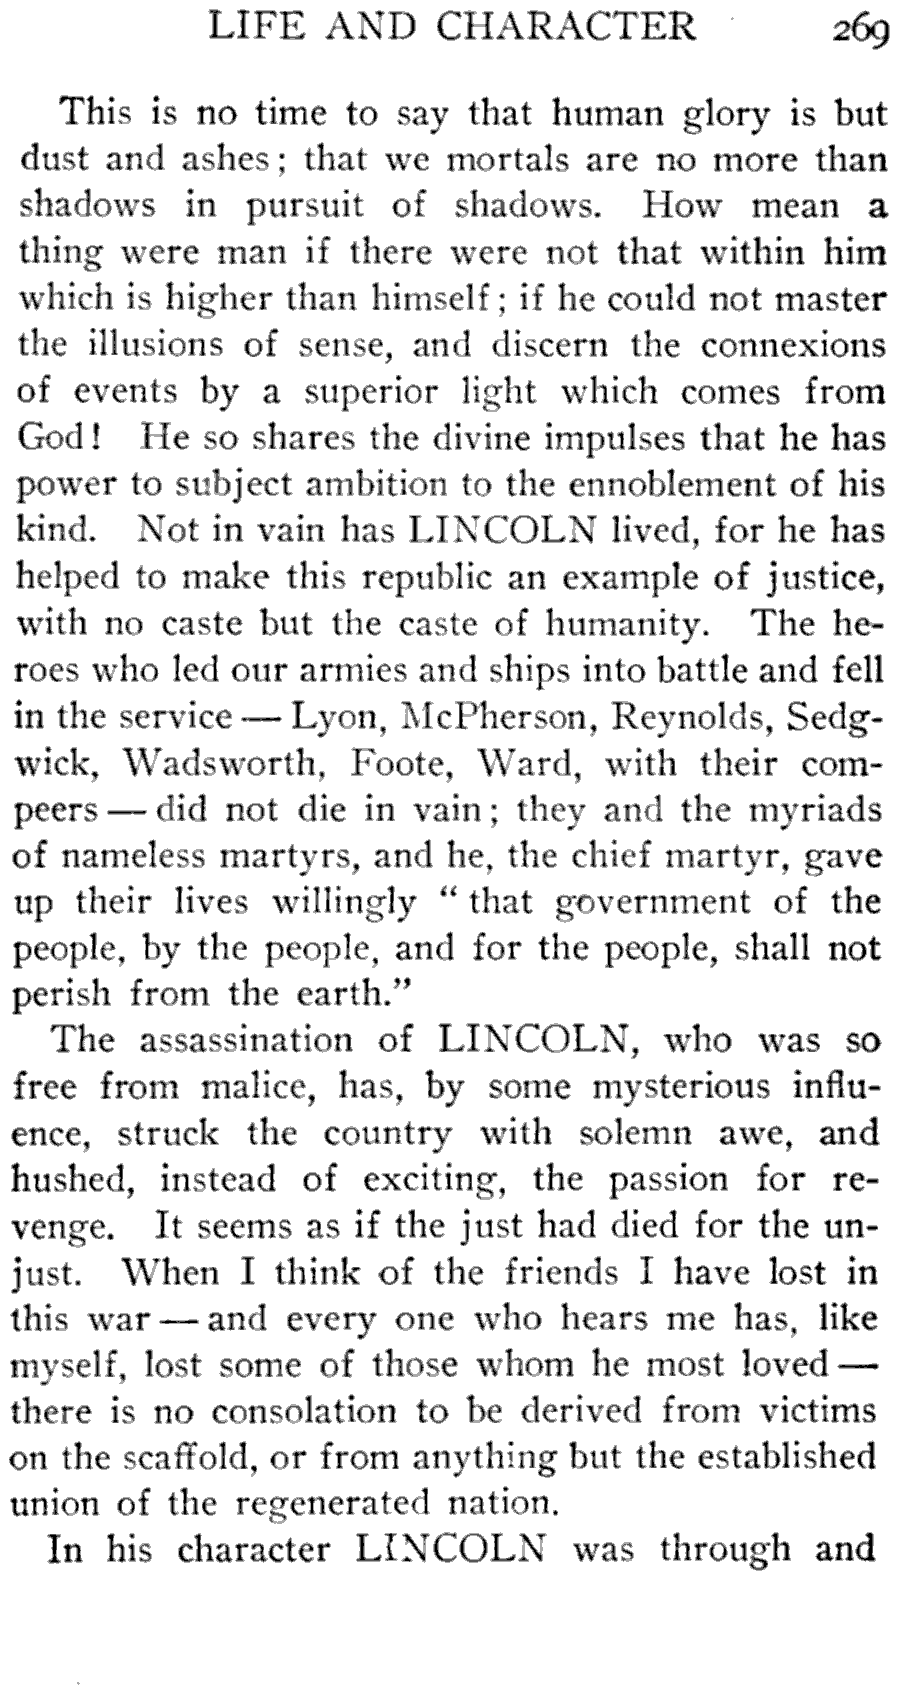 LIFE AND CHARACTER 269
This is no time to say that human glory is but
dust and ashes; that we mortals are no more than
shadows in pursuit of shadows. How mean a
thing were man if there were not that within him
which is higher than himself; if he could not master
the illusions of sense, and discern the connexions
of events by a superior light which comes from
God! He so shares the divine impulses that he has
power to subject ambition to the ennoblement of his
kind. Not in vain has LINCOLN lived, for he has
helped to make this republic an example of justice,
with no caste but the caste of humanity. The he-
roes who led our armies and ships into battle and fell
in the service — Lyon, McPherson, Reynolds, Sedg-
wick, Wadsworth, Foote, Ward, with their com-
peers — did not die in vain; they and the myriads
of nameless martyrs, and he, the chief martyr, gave
up their lives willingly “that government of the
people, by the people, and for the people, shall not
perish from the earth.”
The assassination of LINCOLN, who was so
free from malice, has, by some mysterious influ-
ence, struck the country with solemn awe, and
hushed, instead of exciting, the passion for re-
venge. It seems as if the just had died for the un-
just. When I think of the friends I have lost in
this war — and every one who hears me has, like
myself, lost some of those whom he most loved —
there is no consolation to be derived from victims
on the scaffold, or from anything but the established
union of the regenerated nation.
In his character LINCOLN was through and